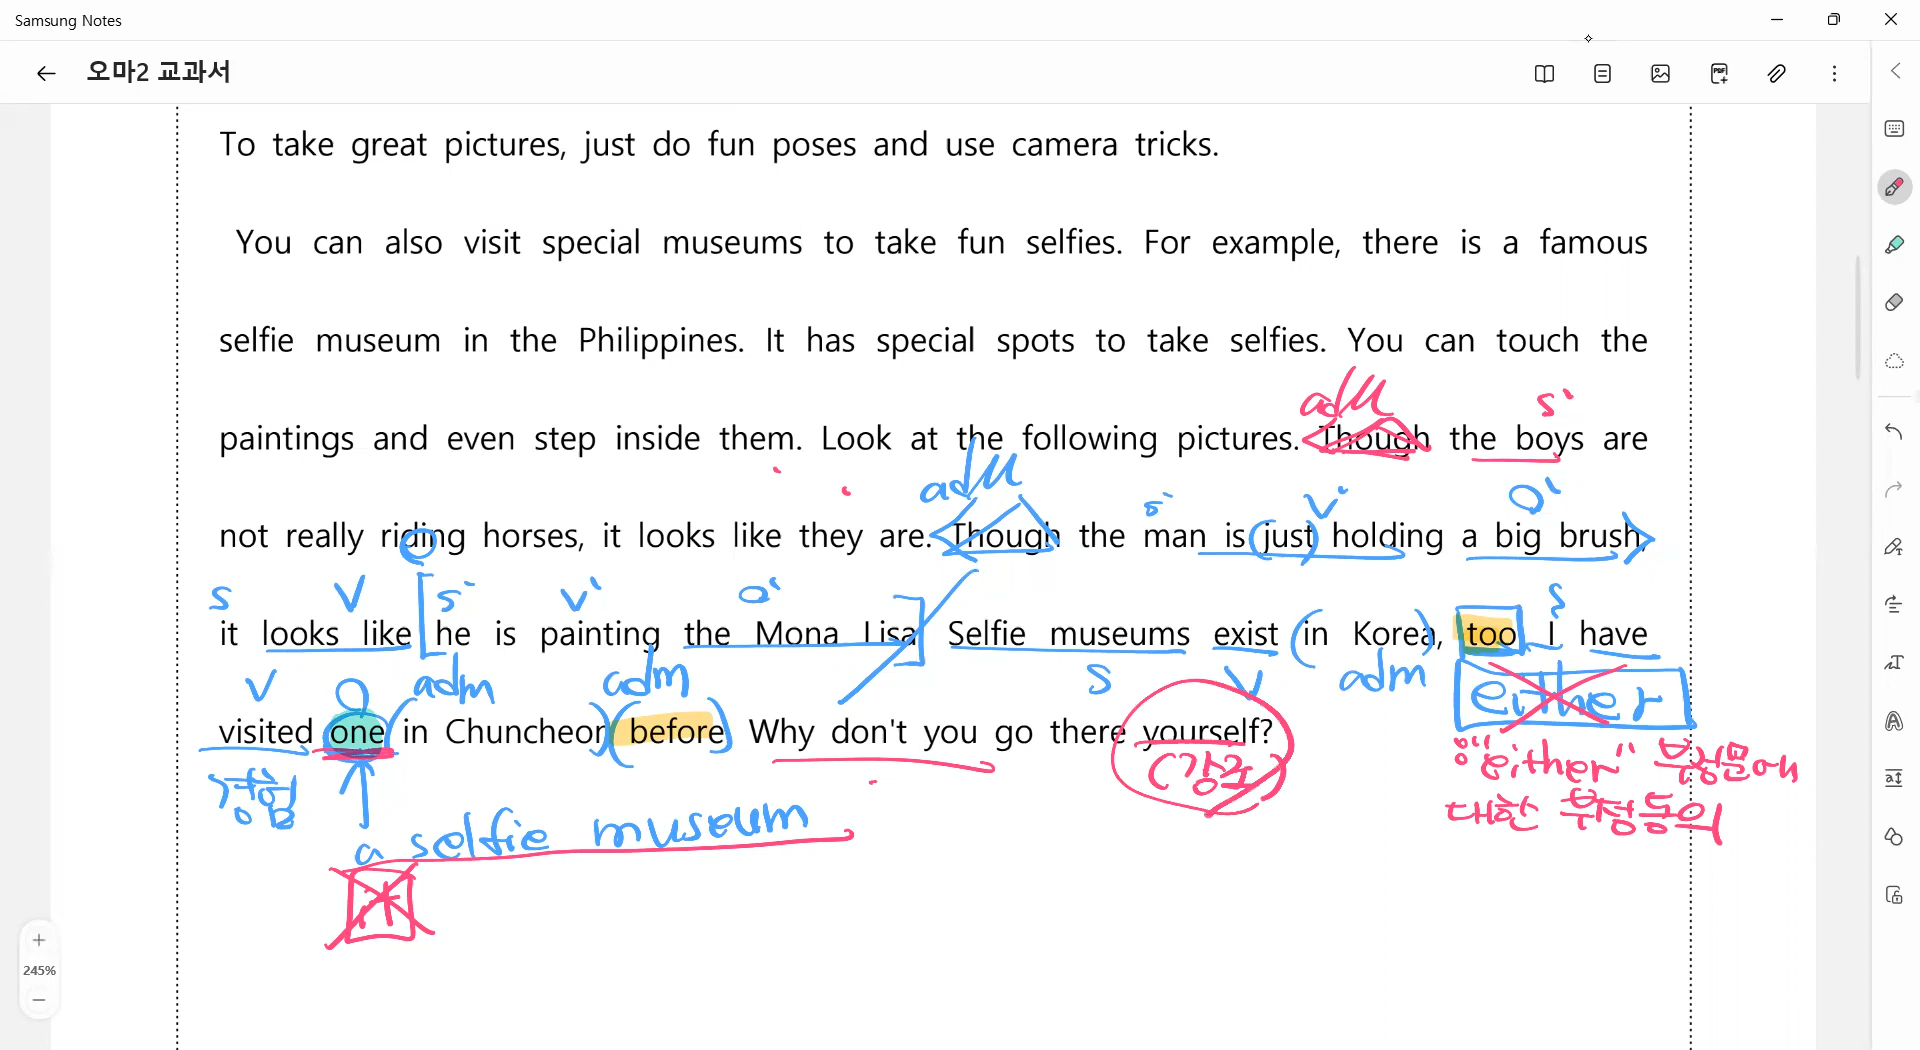 Samsung Notes
오마2 교과서
To take great pictures, just do fun poses and use camera tricks.
You can also visit special museums to take fun selfies. For example, there is a famous
selfie museum in the Philippines. It has special spots to take selfies. You can touch the
adv s'
paintings and even step inside them. Look at the following pictures. Though the boys are
adv s' v' o'
not really riding horses, it looks like they are. Though the man is just holding a big brush,
s v o s' v' o' s
it looks like he is painting the Mona Lisa. Selfie museums exist in Korea, too. I have
v o adm adm s v adm either
visited one in Chuncheon before. Why don't you go there yourself?
경험 (강조) "either" 부정문에
대한 부정동의
a selfie museum
it
245%